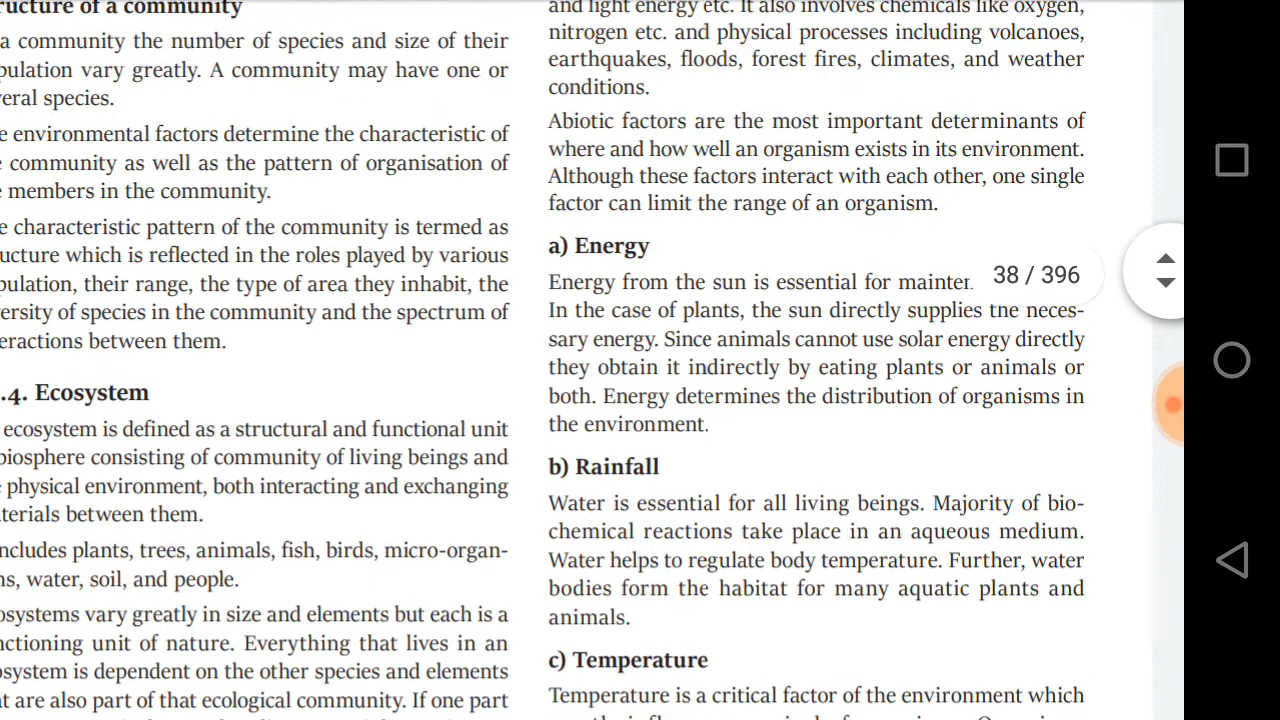 ructure of a community
a community the number of species and size of their
pulation vary greatly. A community may have one or
veral species.
e environmental factors determine the characteristic of
e community as well as the pattern of organisation of
e members in the community.
e characteristic pattern of the community is termed as
ucture which is reflected in the roles played by various
pulation, their range, the type of area they inhabit, the
versity of species in the community and the spectrum of
eractions between them.
.4. Ecosystem
ecosystem is defined as a structural and functional unit
biosphere consisting of community of living beings and
e physical environment, both interacting and exchanging
terials between them.
ncludes plants, trees, animals, fish, birds, micro-organ-
ns, water, soil, and people.
osystems vary greatly in size and elements but each is a
nctioning unit of nature. Everything that lives in an
osystem is dependent on the other species and elements
at are also part of that ecological community. If one part
and light energy etc. It also involves chemicals like oxygen,
nitrogen etc. and physical processes including volcanoes,
earthquakes, floods, forest fires, climates, and weather
conditions.
Abiotic factors are the most important determinants of
where and how well an organism exists in its environment.
Although these factors interact with each other, one single
factor can limit the range of an organism.
a) Energy
Energy from the sun is essential for mainten
In the case of plants, the sun directly supplies the neces-
sary energy. Since animals cannot use solar energy directly
they obtain it indirectly by eating plants or animals or
both. Energy determines the distribution of organisms in
the environment.
b) Rainfall
Water is essential for all living beings. Majority of bio-
chemical reactions take place in an aqueous medium.
Water helps to regulate body temperature. Further, water
bodies form the habitat for many aquatic plants and
animals.
c) Temperature
Temperature is a critical factor of the environment which
38 / 396